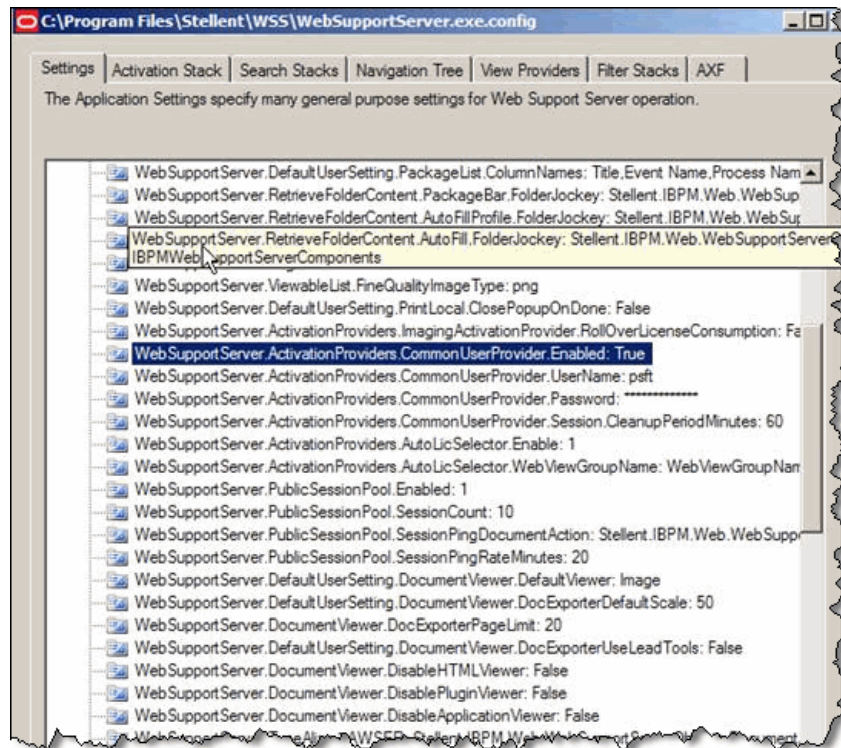 C:\Program Files\Stellent\WSS\WebSupportServer.exe.config
Settings
Activation Stack
Search Stacks
Navigation Tree
View Providers
Filter Stacks
AXF
The Application Settings specify many general purpose settings for Web Support Server operation.
WebSupportServer.DefaultUserSetting.PackageList.ColumnNames: Title,Event Name,Process Nam
WebSupportServer.RetrieveFolderContent.PackageBar.FolderJockey: Stellent.IBPM.Web.WebSup
WebSupportServer.RetrieveFolderContent.AutoFillProfile.FolderJockey: Stellent.IBPM.Web.WebSup
WebSupportServer.RetrieveFolderContent.AutoFill.FolderJockey: Stellent.IBPM.Web.WebSupportServer
IBPMWebSupportServerComponents
WebSupportServer.ViewableList.FineQualityImageType: png
WebSupportServer.DefaultUserSetting.PrintLocal.ClosePopupOnDone: False
WebSupportServer.ActivationProviders.ImagingActivationProvider.RollOverLicenseConsumption: Fa
WebSupportServer.ActivationProviders.CommonUserProvider.Enabled: True
WebSupportServer.ActivationProviders.CommonUserProvider.UserName: psft
WebSupportServer.ActivationProviders.CommonUserProvider.Password: **************
WebSupportServer.ActivationProviders.CommonUserProvider.Session.CleanupPeriodMinutes: 60
WebSupportServer.ActivationProviders.AutoLicSelector.Enable: 1
WebSupportServer.ActivationProviders.AutoLicSelector.WebViewGroupName: WebViewGroupNam
WebSupportServer.PublicSessionPool.Enabled: 1
WebSupportServer.PublicSessionPool.SessionCount: 10
WebSupportServer.PublicSessionPool.SessionPingDocumentAction: Stellent.IBPM.Web.WebSuppo
WebSupportServer.PublicSessionPool.SessionPingRateMinutes: 20
WebSupportServer.DefaultUserSetting.DocumentViewer.DefaultViewer: Image
WebSupportServer.DefaultUserSetting.DocumentViewer.DocExporterDefaultScale: 50
WebSupportServer.DocumentViewer.DocExporterPageLimit: 20
WebSupportServer.DefaultUserSetting.DocumentViewer.DocExporterUseLeadTools: False
WebSupportServer.DocumentViewer.DisableHTMLViewer: False
WebSupportServer.DocumentViewer.DisablePluginViewer: False
WebSupportServer.DocumentViewer.DisableApplicationViewer: False